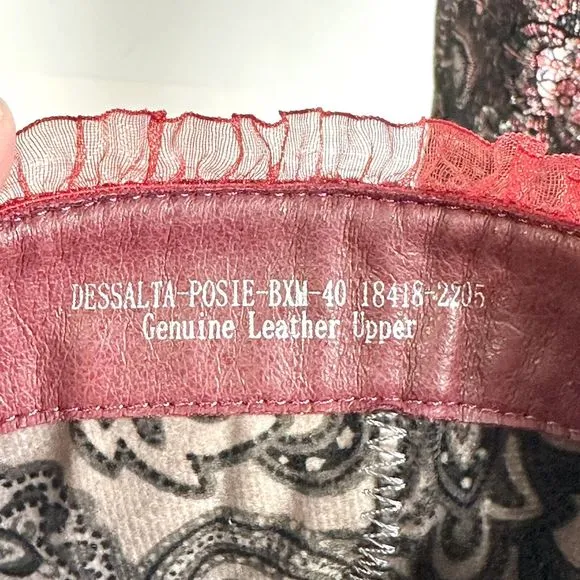 DESSALTA-POSIE-BXM-40 18418-2205
Genuine Leather Upper